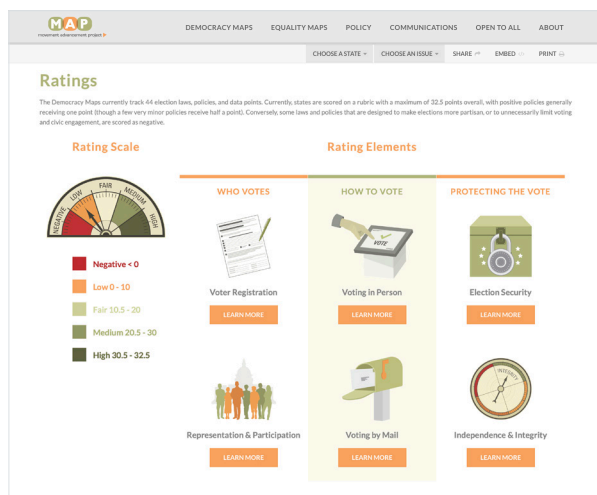 MAP
movement advancement project
DEMOCRACY MAPS EQUALITY MAPS POLICY COMMUNICATIONS OPEN TO ALL ABOUT
CHOOSE A STATE CHOOSE AN ISSUE SHARE EMBED PRINT
Ratings
The Democracy Maps currently track 44 election laws, policies, and data points. Currently, states are scored on a rubric with a maximum of 32.5 points overall, with positive policies generally
receiving one point (though a few very minor policies receive half a point). Conversely, some laws and policies that are designed to make elections more partisan, or to unnecessarily limit voting
and civic engagement, are scored as negative.
Rating Scale
Rating Elements
NEGATIVE LOW FAIR MEDIUM HIGH
Negative < 0
Low 0 - 10
Fair 10.5 - 20
Medium 20.5 - 30
High 30.5 - 32.5
WHO VOTES HOW TO VOTE PROTECTING THE VOTE
VOTE
Voter Registration Voting in Person Election Security
LEARN MORE LEARN MORE LEARN MORE
INTEGRITY
Representation & Participation Voting by Mail Independence & Integrity
LEARN MORE LEARN MORE LEARN MORE